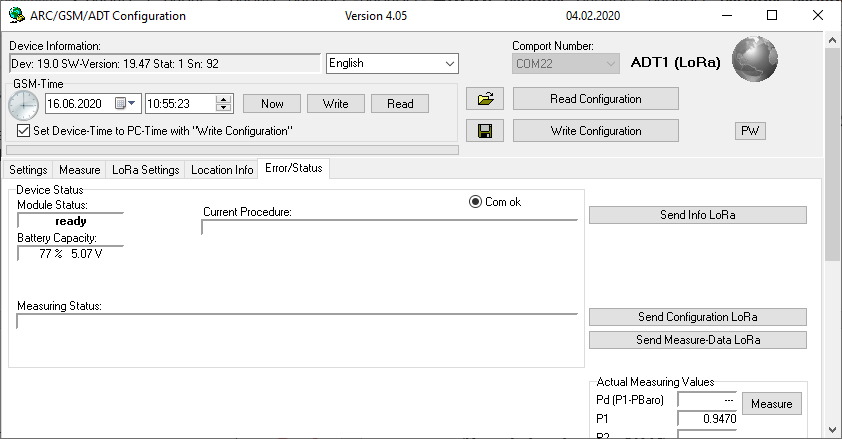 ARC/GSM/ADT Configuration Version 4.05 04.02.2020
Device Information:
Dev: 19.0 SW-Version: 19.47 Stat: 1 Sn: 92
English
Comport Number:
COM22
ADT1 (LoRa)
GSM-Time
16.06.2020 10:55:23
Now Write Read
Set Device-Time to PC-Time with "Write Configuration"
Read Configuration
Write Configuration
PW
Settings Measure LoRa Settings Location Info Error/Status
Device Status
Module Status:
ready
Battery Capacity:
77 % 5.07 V
Current Procedure:
Com ok
Measuring Status:
Send Info LoRa
Send Configuration LoRa
Send Measure-Data LoRa
Actual Measuring Values
Pd (P1-PBaro) --- Measure
P1 0.9470
P2